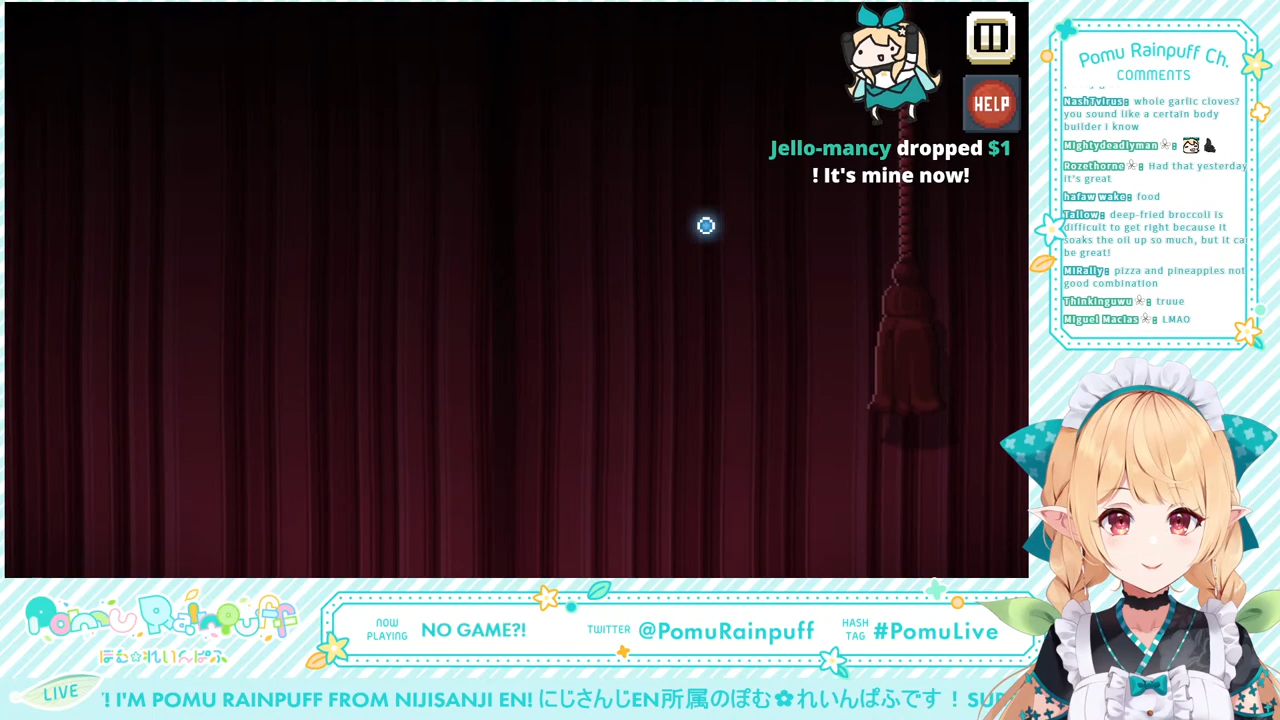 HELP
Jello-mancy dropped $1
! It's mine now!
Pomu Rainpuff Ch.
COMMENTS
NashTvirus: whole garlic cloves?
you sound like a certain body
builder i know
Mightydeadlyman :
Rozethorne : Had that yesterday
it's great
hafaw wake: food
Tallow: deep-fried broccoli is
difficult to get right because it
soaks the oil up so much, but it ca
be great!
MiRally: pizza and pineapples not
good combination
Thinkinguwu : truue
Miguel Macias : LMAO
Pomu Rainpuff
ぽむ✿れいんぱふ
NOW
PLAYING
NO GAME?!
TWITTER @PomuRainpuff
HASH
TAG
#PomuLive
LIVE
! I'M POMU RAINPUFF FROM NIJISANJI EN! にじさんじEN所属のぽむ✿れいんぱふです！